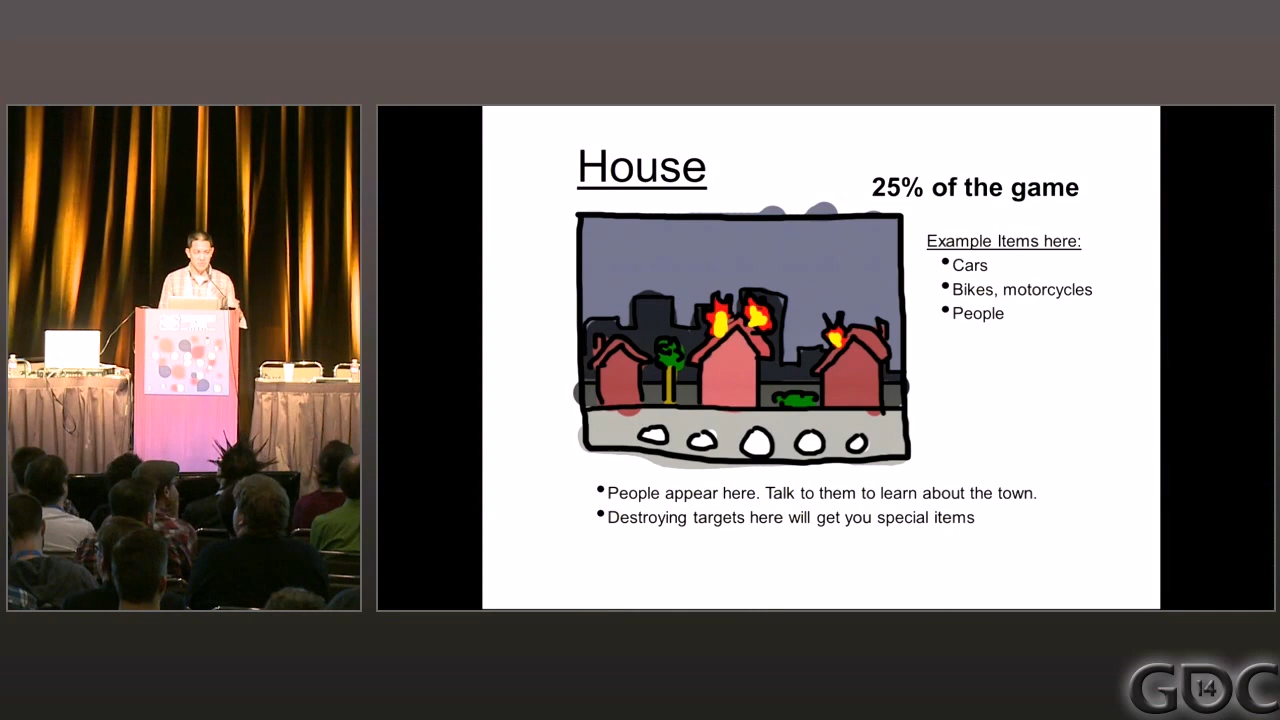 House
25% of the game
Example Items here:
•Cars
•Bikes, motorcycles
•People
•People appear here. Talk to them to learn about the town.
•Destroying targets here will get you special items
GDC
14